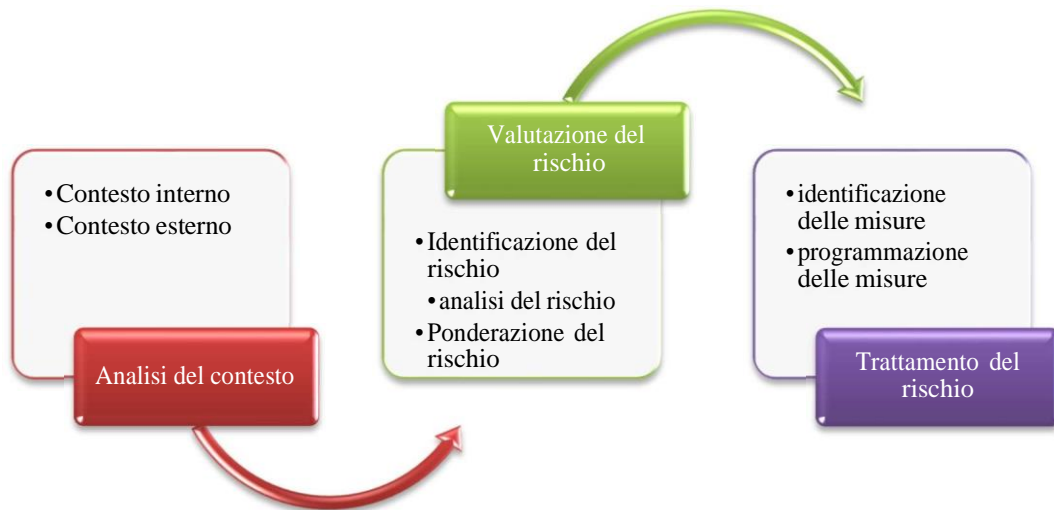 •Contesto interno
•Contesto esterno
Analisi del contesto
Valutazione del
rischio
•Identificazione del
rischio
•analisi del rischio
•Ponderazione del
rischio
•identificazione
delle misure
•programmazione
delle misure
Trattamento del
rischio